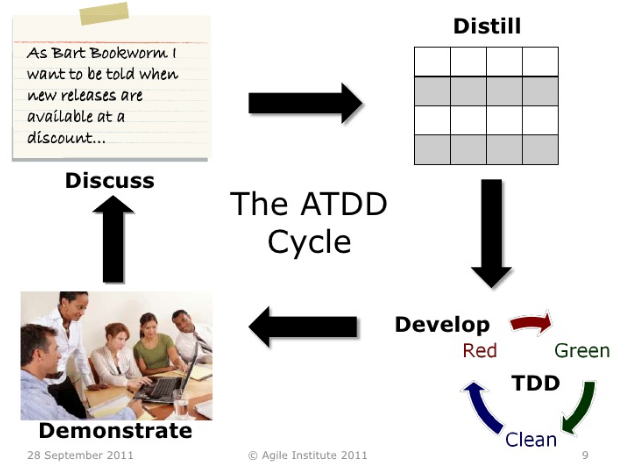 As Bart Bookworm I
want to be told when
new releases are
available at a
discount...
Discuss
Distill
The ATDD
Cycle
Develop
Red
Green
TDD
Clean
Demonstrate
28 September 2011
© Agile Institute 2011
9